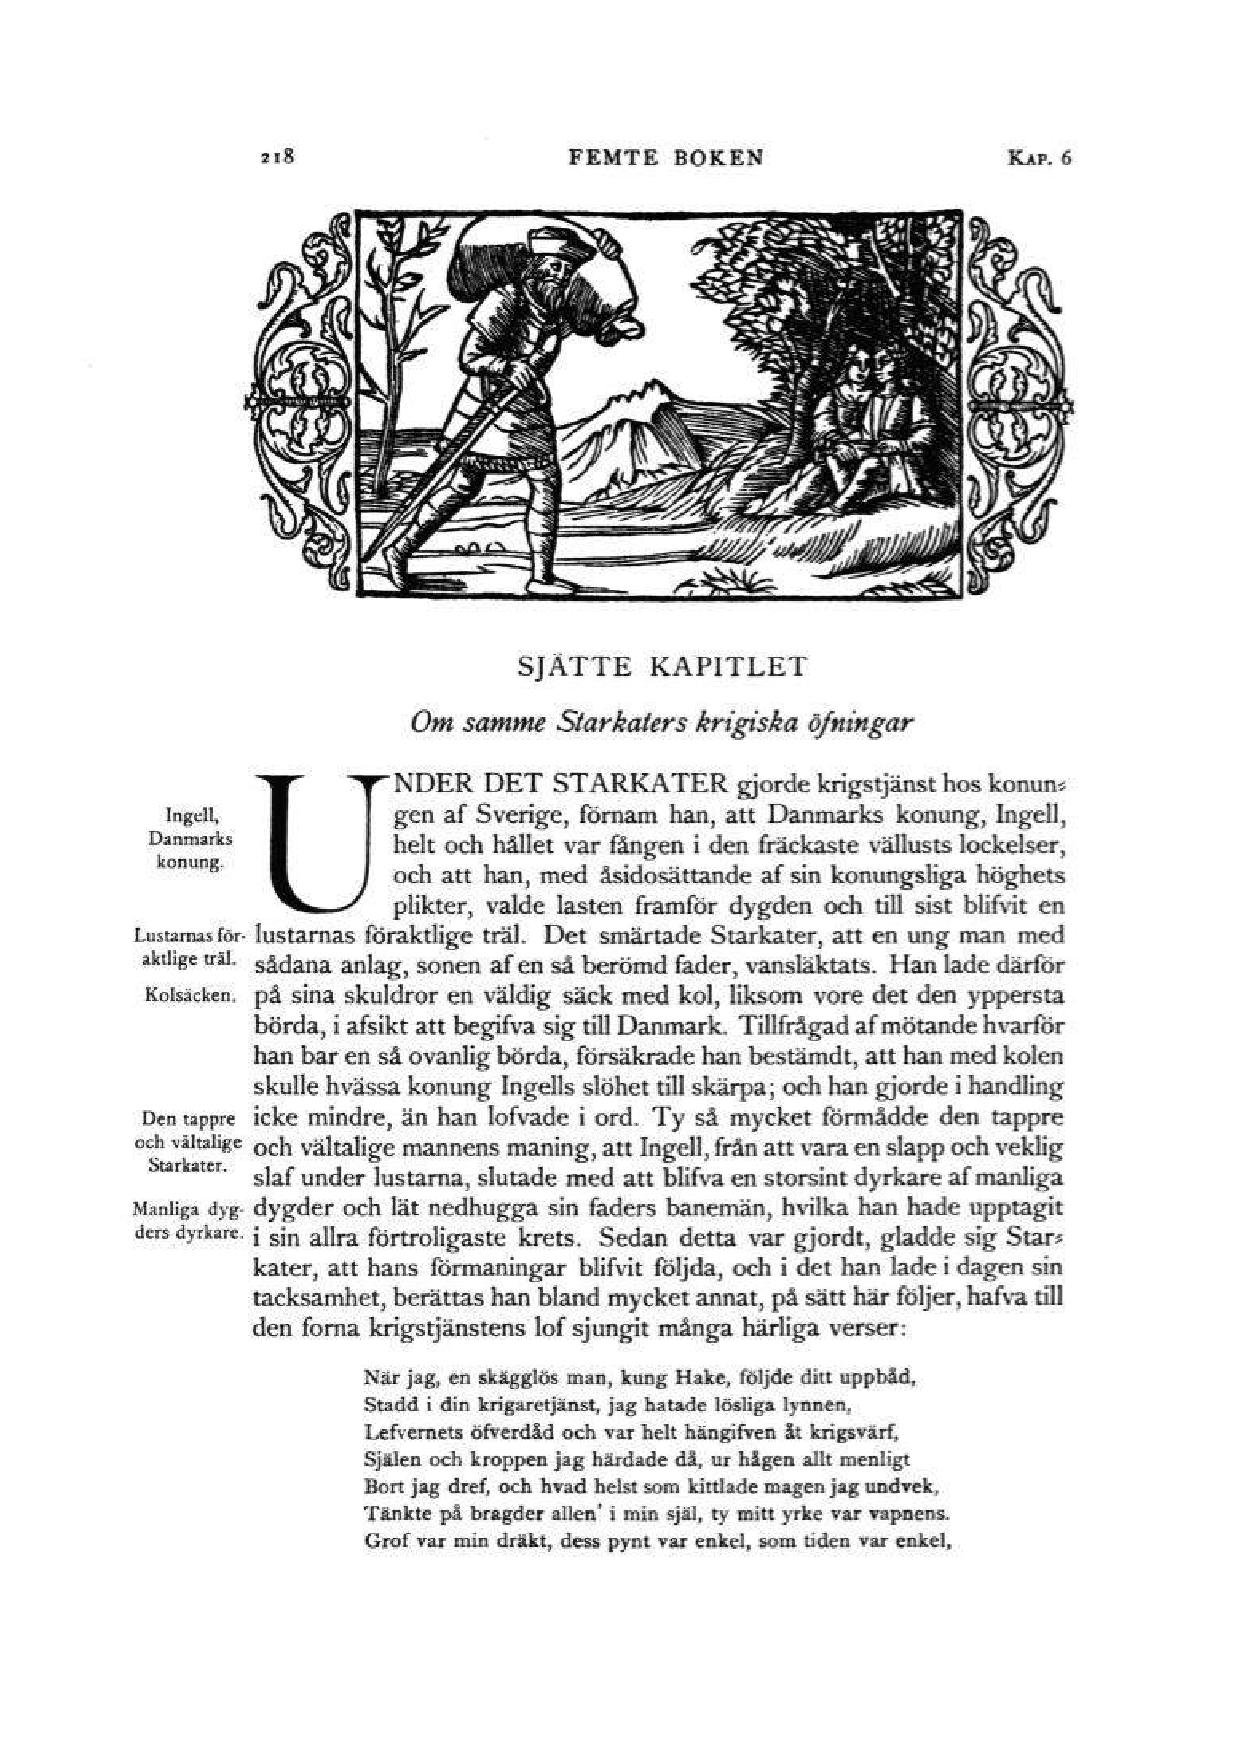 218 FEMTE BOKEN KAP. 6
SJÄTTE KAPITLET
Om samme Starkaters krigiska öfningar
UNDER DET STARKATER gjorde krigstjänst hos konun-
gen af Sverige, förnam han, att Danmarks konung, Ingell,
helt och hållet var fången i den fräckaste vällusts lockelser,
och att han, med åsidosättande af sin konungsliga höghets
plikter, valde lasten framför dygden och till sist blifvit en
lustarnas föraktlige träl. Det smärtade Starkater, att en ung man med
sådana anlag, sonen af en så berömd fader, vansläktats. Han lade därför
på sina skuldror en väldig säck med kol, liksom vore det den yppersta
börda, i afsikt att begifva sig till Danmark. Tillfrågad af mötande hvarför
han bar en så ovanlig börda, försäkrade han bestämdt, att han med kolen
skulle hvässa konung Ingells slöhet till skärpa; och han gjorde i handling
icke mindre, än han lofvade i ord. Ty så mycket förmådde den tappre
och vältalige mannens maning, att Ingell, från att vara en slapp och veklig
slaf under lustarna, slutade med att blifva en storsint dyrkare af manliga
dygder och lät nedhugga sin faders banemän, hvilka han hade upptagit
i sin allra förtroligaste krets. Sedan detta var gjordt, gladde sig Star-
kater, att hans förmaningar blifvit följda, och i det han lade i dagen sin
tacksamhet, berättas han bland mycket annat, på sätt här följer, hafva till
den forna krigstjänstens lof sjungit många härliga verser:
Ingell,
Danmarks
konung.
Lustarnas för-
aktlige träl.
Kolsäcken.
Den tappre
och vältalige
Starkater.
Manliga dyg-
ders dyrkare.
När jag, en skägglös man, kung Hake, följde ditt uppbåd,
Stadd i din krigaretjänst, jag hatade lösliga lynnen,
Lefvernets öfverdåd och var helt hängifven åt krigsvärf,
Själen och kroppen jag härdade då, ur hågen allt menligt
Bort jag dref, och hvad helst som kittlade magen jag undvek,
Tänkte på bragder allen' i min själ, ty mitt yrke var vapnens.
Grof var min dräkt, dess pynt var enkel, som tiden var enkel,